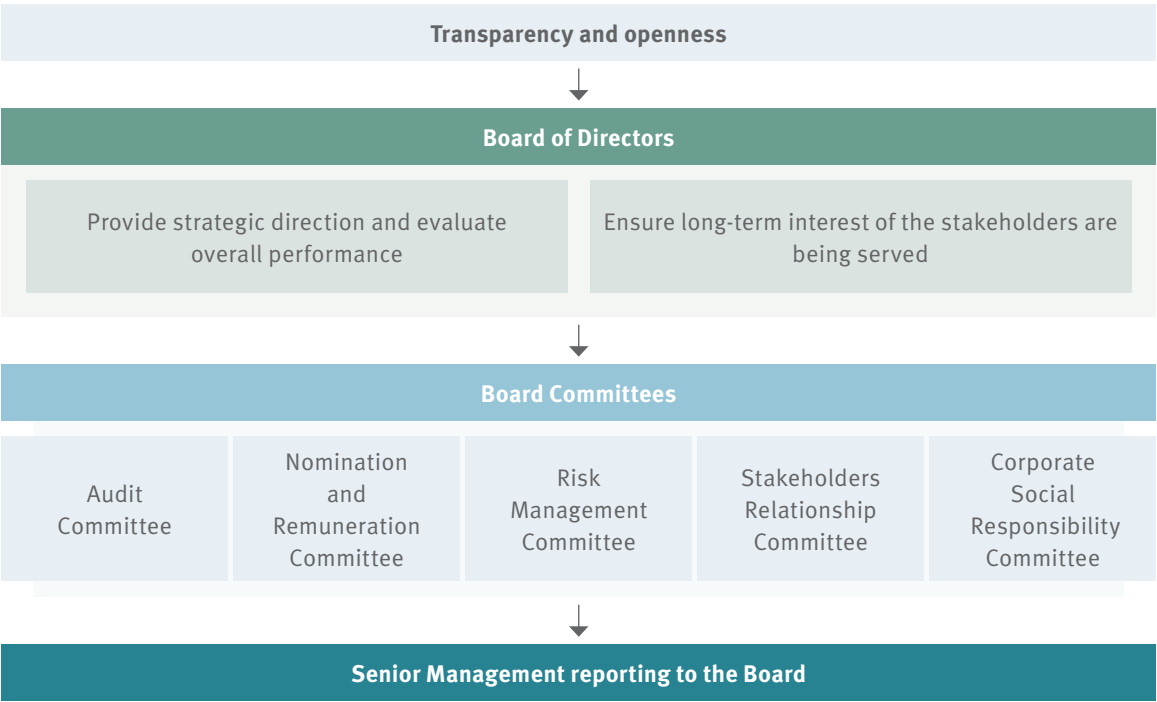 Transparency and openness
Board of Directors
Provide strategic direction and evaluate
overall performance
Ensure long-term interest of the stakeholders are
being served
Board Committees
Audit
Committee
Nomination
and
Remuneration
Committee
Risk
Management
Committee
Stakeholders
Relationship
Committee
Corporate
Social
Responsibility
Committee
Senior Management reporting to the Board